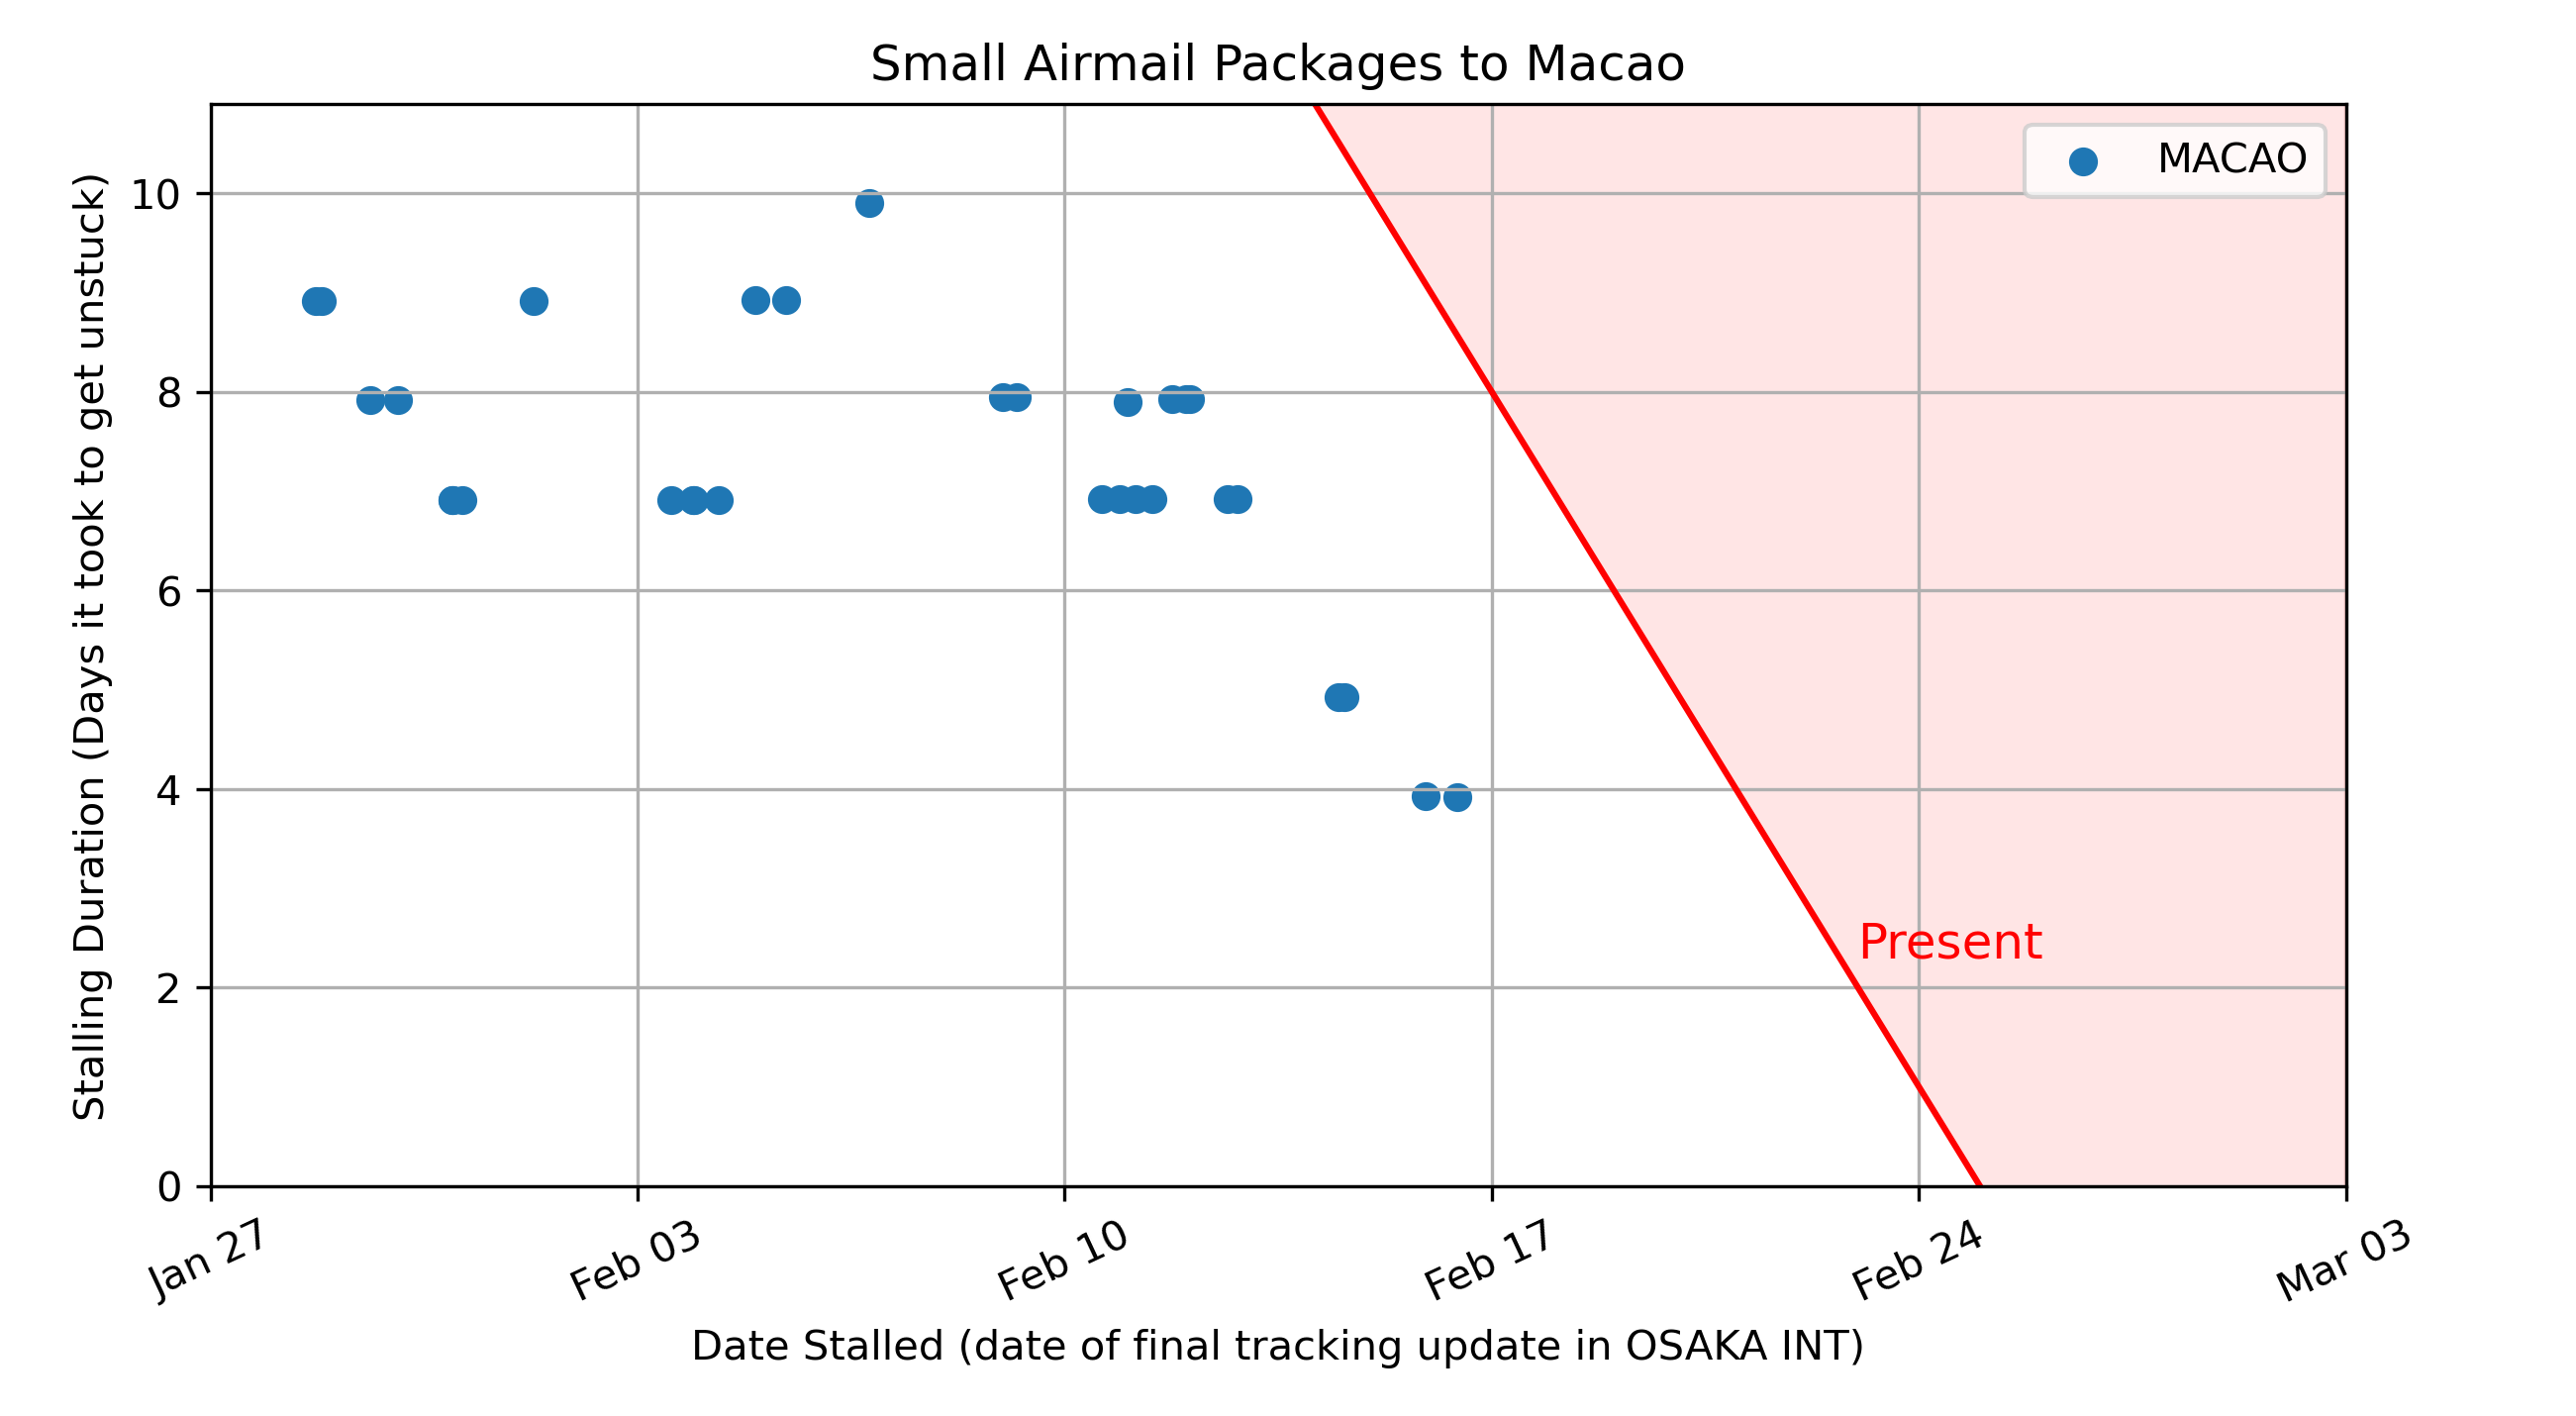 Small Airmail Packages to Macao
MACAO
Stalling Duration (Days it took to get unstuck)
10
8
6
4
2
0
Present
Jan 27
Feb 03
Feb 10
Feb 17
Feb 24
Mar 03
Date Stalled (date of final tracking update in OSAKA INT)